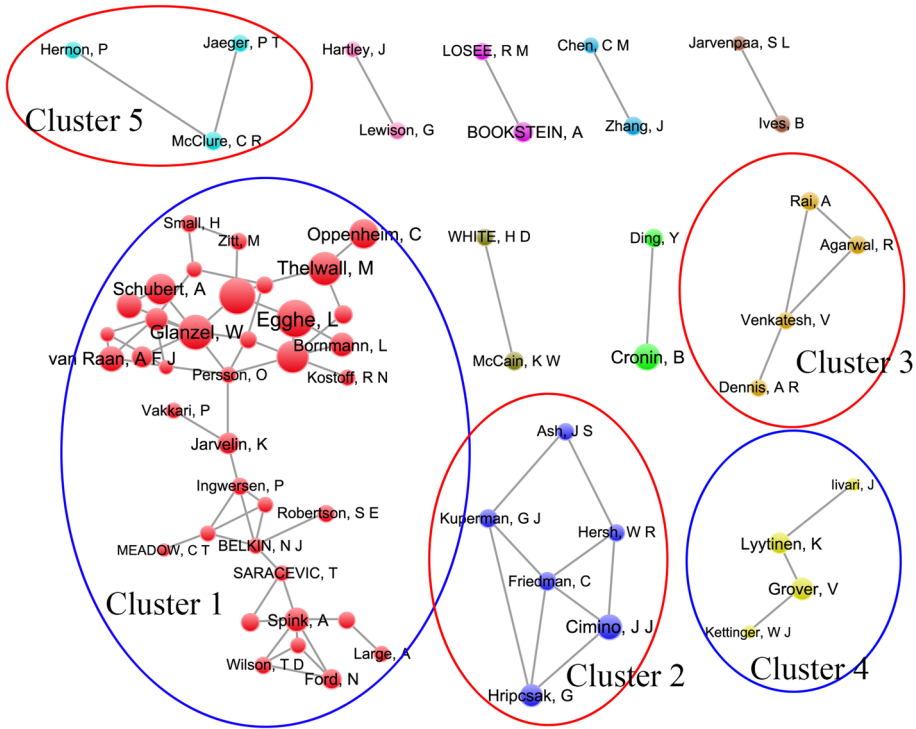 Hernon, P
Jaeger, P T
McClure, C R
Cluster 5
Hartley, J
Lewison, G
LOSEE, R M
BOOKSTEIN, A
Chen, C M
Zhang, J
Jarvenpaa, S L
Ives, B
Small, H
Zitt, M
Oppenheim, C
Thelwall, M
Schubert, A
Egghe, L
Glanzel, W
Bornmann, L
van Raan, A F J
Persson, O
Kostoff, R N
Vakkari, P
Jarvelin, K
Ingwersen, P
Robertson, S E
MEADOW, C T
BELKIN, N J
SARACEVIC, T
Cluster 1
Spink, A
Large, A
Wilson, T D
Ford, N
WHITE, H D
McCain, K W
Ding, Y
Cronin, B
Rai, A
Agarwal, R
Venkatesh, V
Cluster 3
Dennis, A R
Ash, J S
Kuperman, G J
Hersh, W R
Friedman, C
Cimino, J J
Cluster 2
Hripcsak, G
Iivari, J
Lyytinen, K
Grover, V
Kettinger, W J
Cluster 4